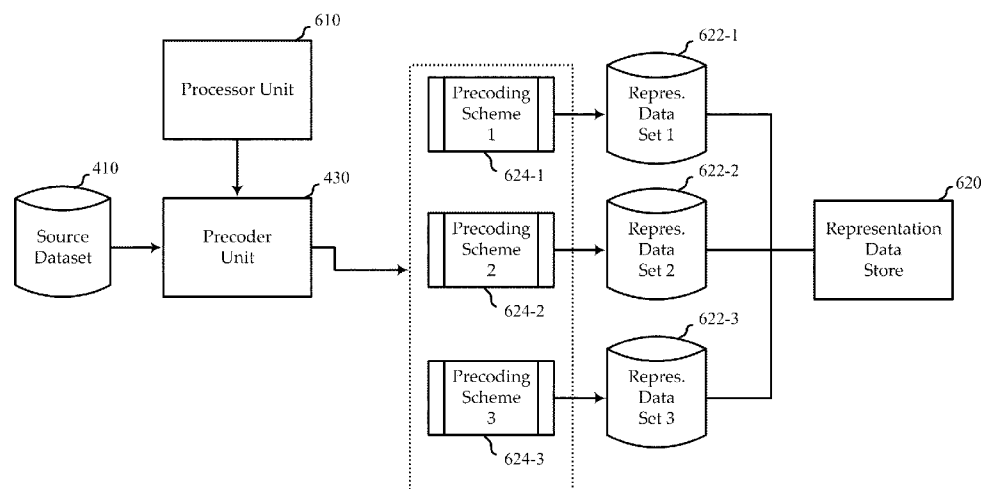 610
Processor Unit
410
Source
Dataset
430
Precoder
Unit
Precoding
Scheme
1
624-1
Precoding
Scheme
2
624-2
Precoding
Scheme
3
624-3
622-1
Repres.
Data
Set 1
622-2
Repres.
Data
Set 2
622-3
Repres.
Data
Set 3
620
Representation
Data
Store